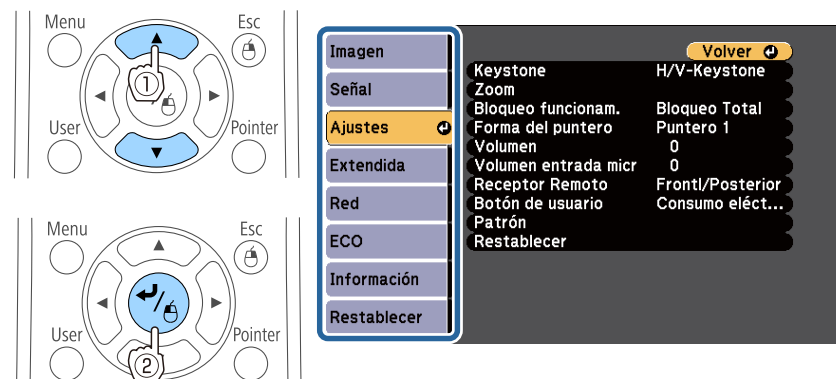 Menu
Esc
1
User
Pointer
Menu
Esc
User
Pointer
2
Imagen
Señal
Ajustes
Extendida
Red
ECO
Información
Restablecer
Volver
Keystone H/V-Keystone
Zoom
Bloqueo funcionam. Bloqueo Total
Forma del puntero Puntero 1
Volumen 0
Volumen entrada micr 0
Receptor Remoto Frontl/Posterior
Botón de usuario Consumo eléct...
Patrón
Restablecer